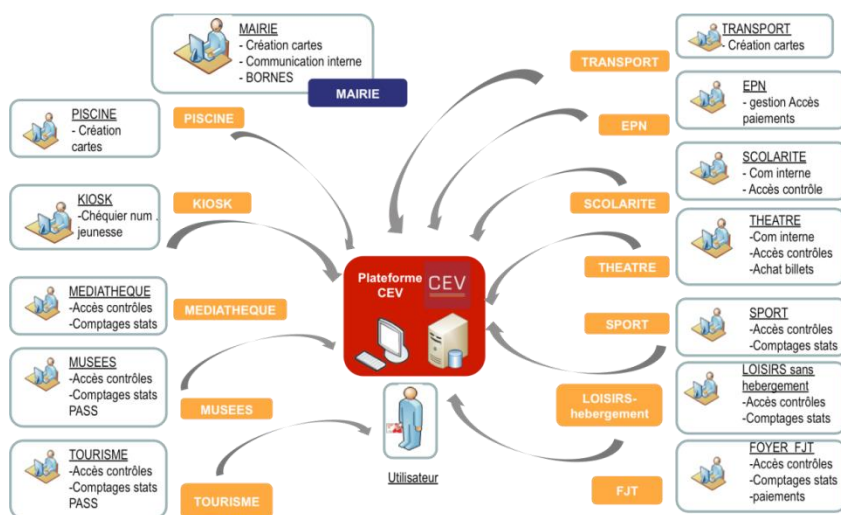 MAIRIE
- Création cartes
- Communication interne
- BORNES
MAIRIE
PISCINE
- Création
cartes
PISCINE
KIOSK
-Chéquier num .
jeunesse
KIOSK
MEDIATHEQUE
-Accès contrôles
-Comptages stats
MEDIATHEQUE
MUSEES
-Accès contrôles
-Comptages stats
PASS
MUSEES
TOURISME
-Accès contrôles
-Comptages stats
PASS
TOURISME
Plateforme
CEV
CEV
Utilisateur
TRANSPORT
TRANSPORT
- Création cartes
EPN
EPN
- gestion Accès
paiements
SCOLARITE
SCOLARITE
- Com interne
- Accès contrôle
THEATRE
THEATRE
-Com interne
-Accès contrôles
-Achat billets
SPORT
SPORT
-Accès contrôles
-Comptages stats
LOISIRS-
hebergement
LOISIRS sans
hebergement
-Accès contrôles
-Comptages stats
FJT
FOYER FJT
-Accès contrôles
-Comptages stats
-paiements